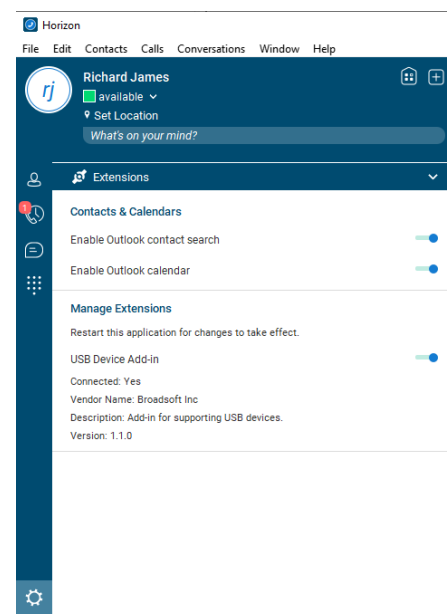 Horizon
File Edit Contacts Calls Conversations Window Help
rj
Richard James
available
Set Location
What's on your mind?
Extensions
1
Contacts & Calendars
Enable Outlook contact search
Enable Outlook calendar
Manage Extensions
Restart this application for changes to take effect.
USB Device Add-in
Connected: Yes
Vendor Name: Broadsoft Inc
Description: Add-in for supporting USB devices.
Version: 1.1.0